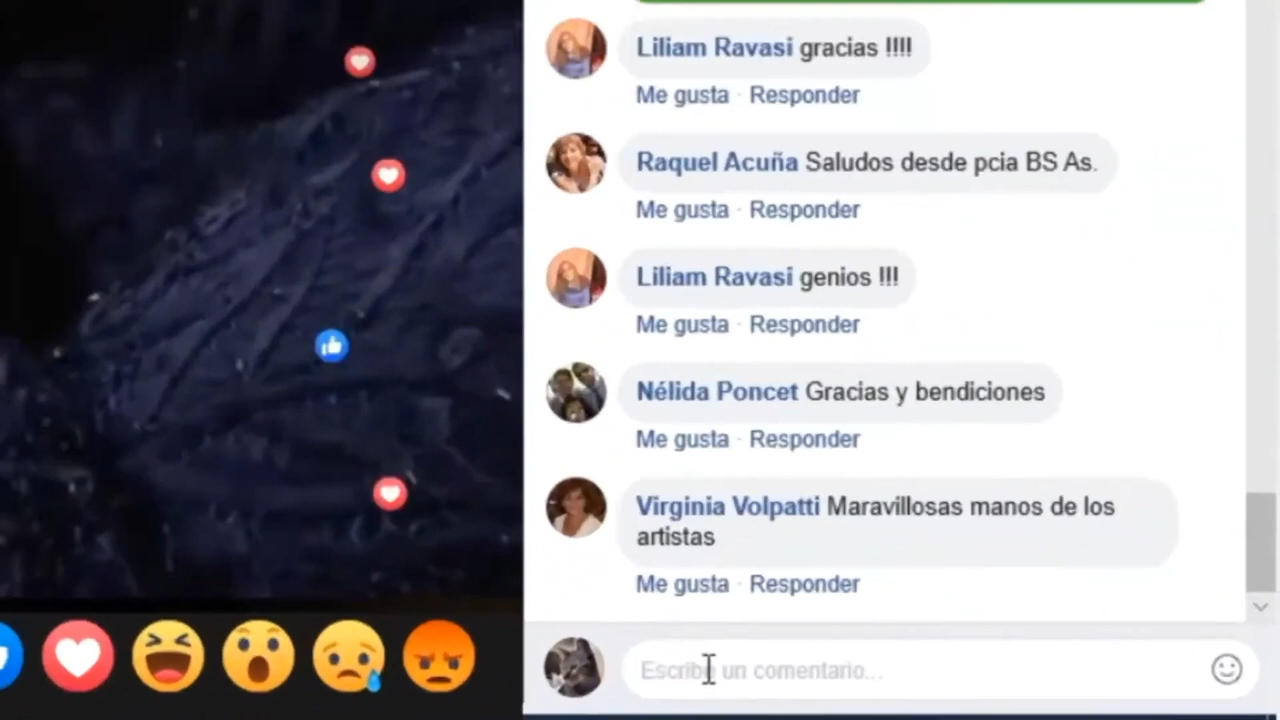 Liliam Ravasi gracias !!!!
Me gusta · Responder
Raquel Acuña Saludos desde pcia BS As.
Me gusta · Responder
Liliam Ravasi genios !!!
Me gusta · Responder
Nélida Poncet Gracias y bendiciones
Me gusta · Responder
Virginia Volpatti Maravillosas manos de los
artistas
Me gusta · Responder
Escribe un comentario...